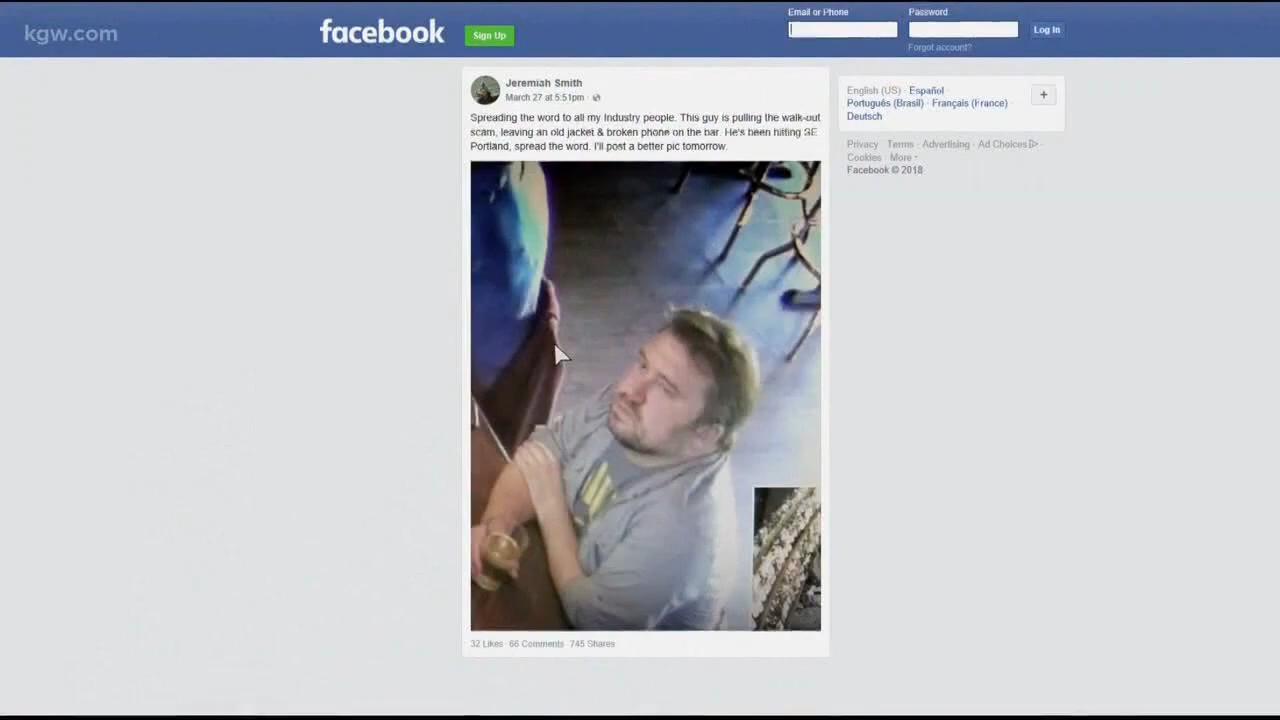 kgw.com
facebook
Sign Up
Email or Phone
Password
Log In
Forgot account?
Jeremiah Smith
March 27 at 5:51pm ·
Spreading the word to all my Industry people. This guy is pulling the walk-out
scam, leaving an old jacket & broken phone on the bar. He's been hitting SE
Portland, spread the word. I'll post a better pic tomorrow.
32 Likes · 66 Comments · 745 Shares
English (US) · Español ·
Português (Brasil) · Français (France) ·
Deutsch
+
Privacy · Terms · Advertising · Ad Choices ·
Cookies · More
Facebook © 2018